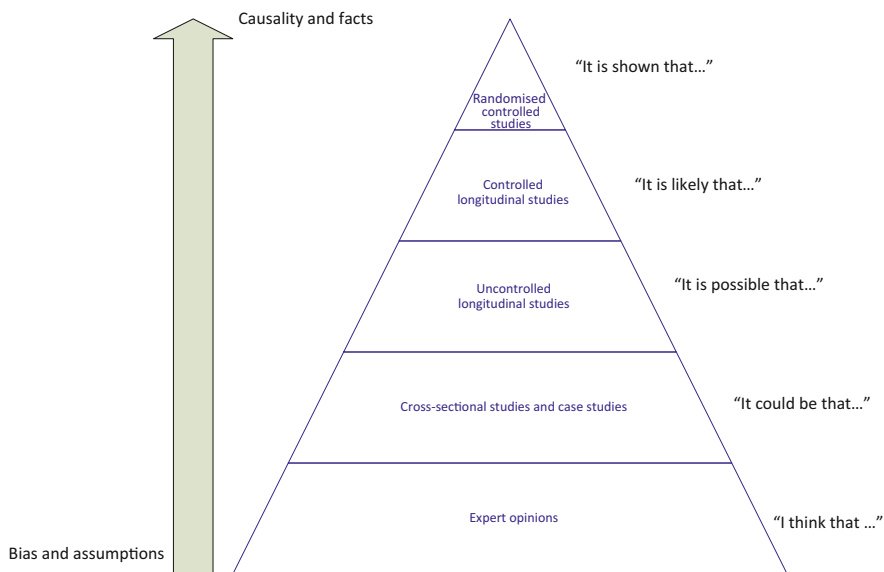 Causality and facts
“It is shown that...”
Randomised
controlled
studies
Controlled
longitudinal studies
“It is likely that...”
Uncontrolled
longitudinal studies
“It is possible that...”
Cross-sectional studies and case studies
“It could be that...”
Expert opinions
“I think that ...”
Bias and assumptions